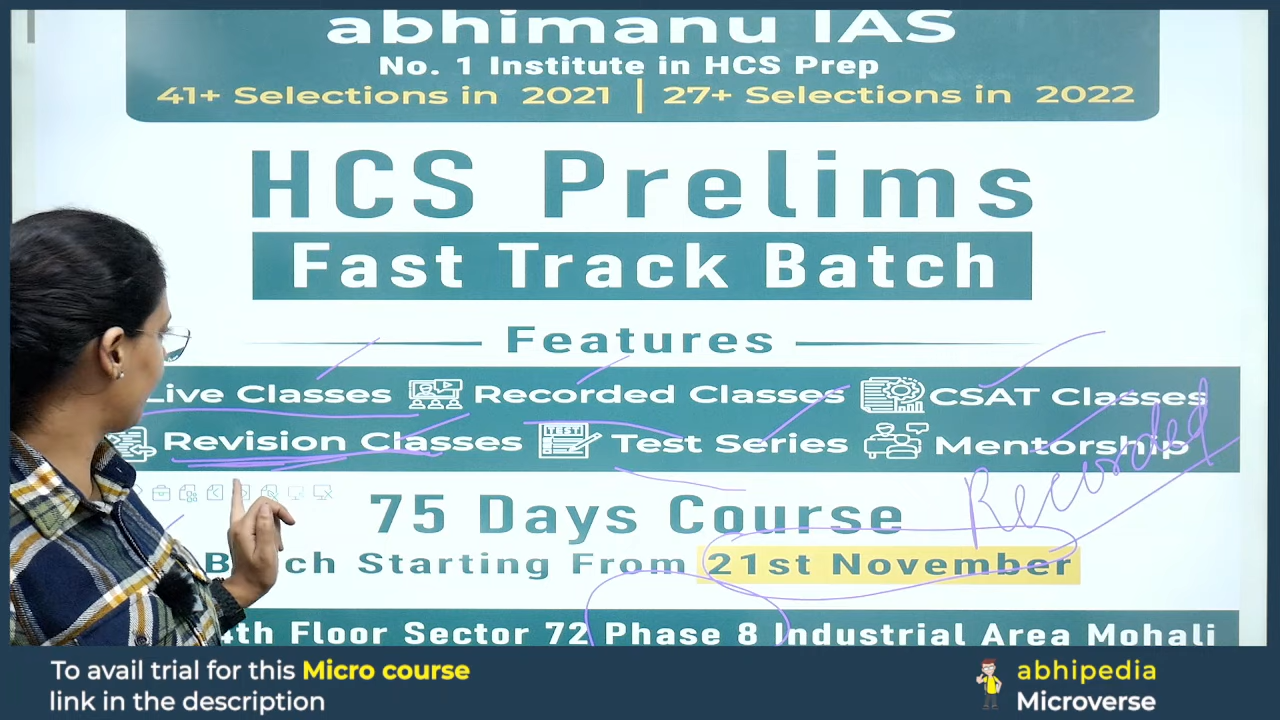 abhimanu IAS
No. 1 Institute in HCS Prep
41+ Selections in 2021 | 27+ Selections in 2022
HCS Prelims
Fast Track Batch
Features
Live Classes Recorded Classes CSAT Classes
Revision Classes TEST Test Series Mentorship
Recorded
75 Days Course
Batch Starting From 21st November
4th Floor Sector 72 Phase 8 Industrial Area Mohali
To avail trial for this Micro course
link in the description
abhipedia
Microverse